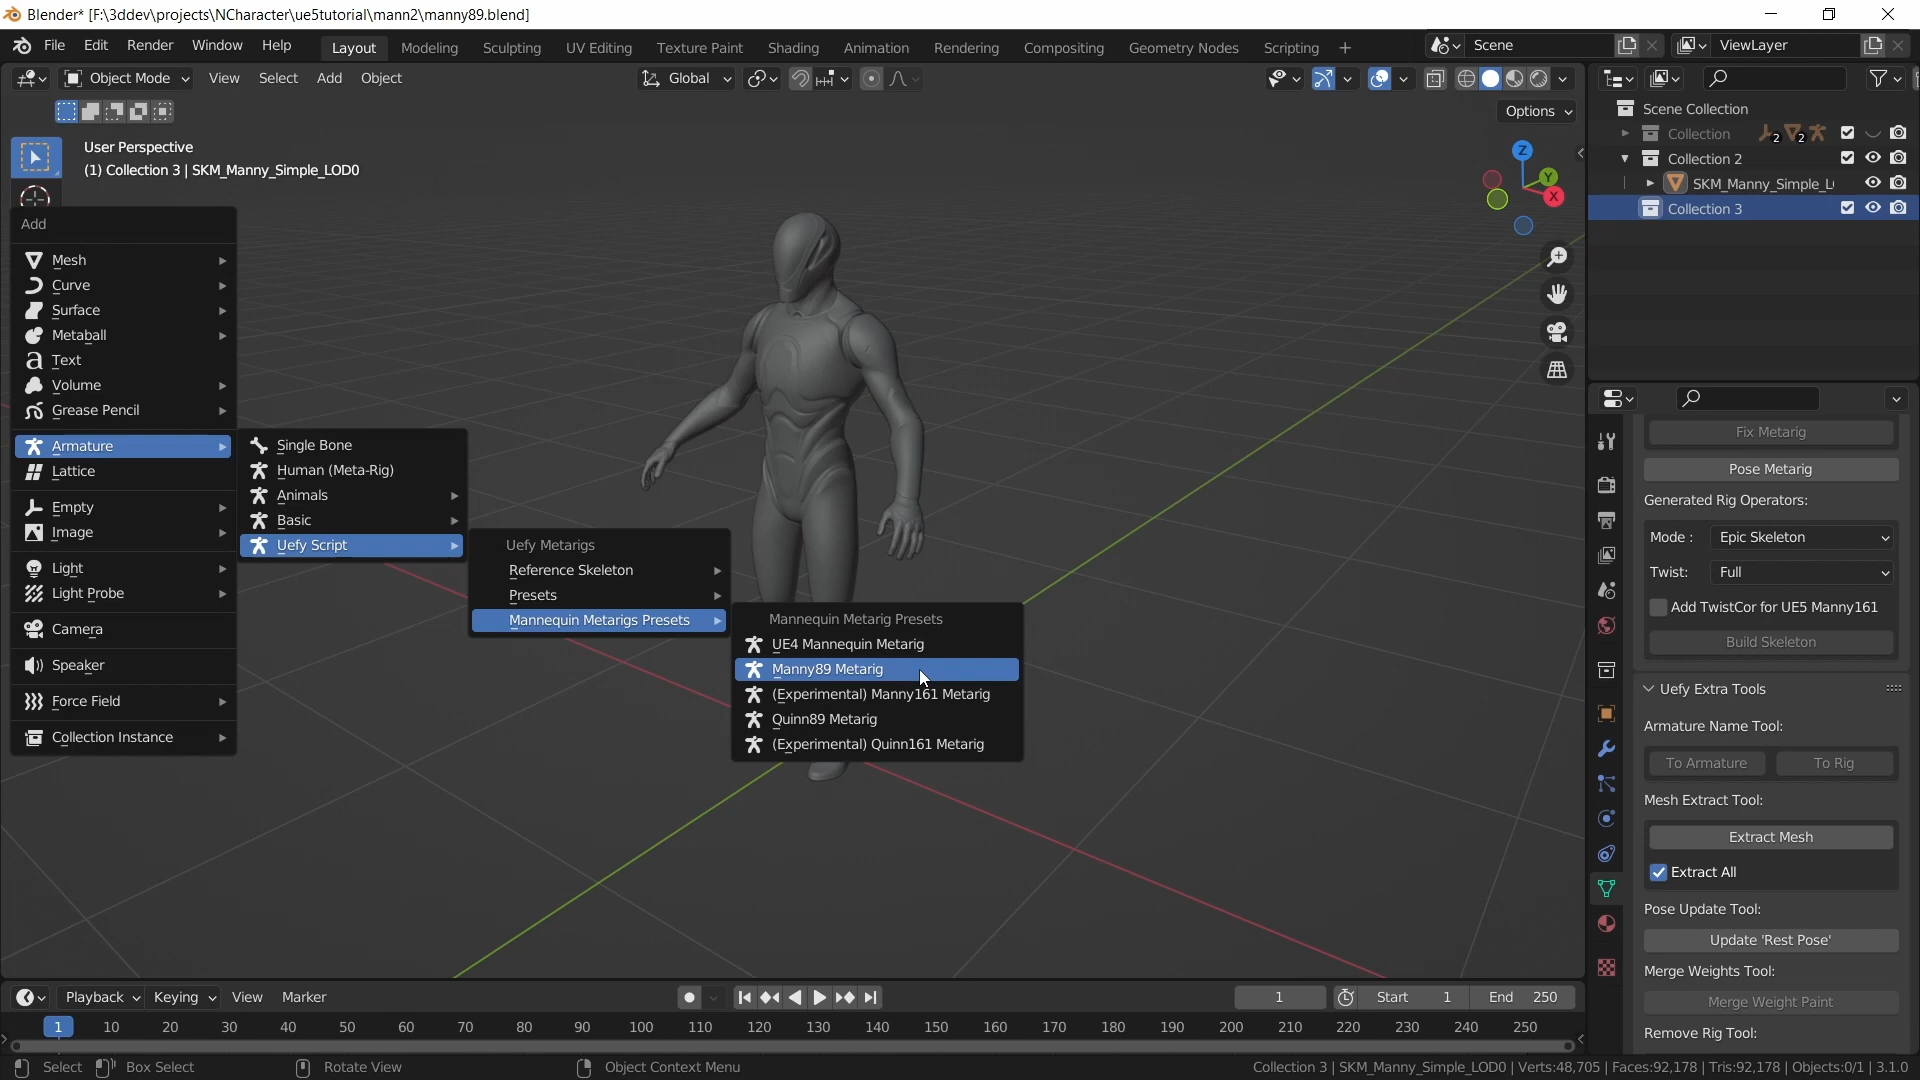 Blender* [F:\3ddev\projects\NCharacter\ue5tutorial\mann2\manny89.blend]
File Edit Render Window Help Layout Modeling Sculpting UV Editing Texture Paint Shading Animation Rendering Compositing Geometry Nodes Scripting + Scene ViewLayer
Object Mode View Select Add Object Global
Options
User Perspective
(1) Collection 3 | SKM_Manny_Simple_LOD0
Z
Y
X
Scene Collection
Collection 2 2
Collection 2
SKM_Manny_Simple_L
Collection 3
Add
Mesh
Curve
Surface
Metaball
Text
Volume
Grease Pencil
Armature
Lattice
Empty
Image
Light
Light Probe
Camera
Speaker
Force Field
Collection Instance
Single Bone
Human (Meta-Rig)
Animals
Basic
Uefy Script
Uefy Metarigs
Reference Skeleton
Presets
Mannequin Metarigs Presets
Mannequin Metarig Presets
UE4 Mannequin Metarig
Manny89 Metarig
(Experimental) Manny161 Metarig
Quinn89 Metarig
(Experimental) Quinn161 Metarig
Fix Metarig
Pose Metarig
Generated Rig Operators:
Mode : Epic Skeleton
Twist: Full
Add TwistCor for UE5 Manny161
Build Skeleton
Uefy Extra Tools
Armature Name Tool:
To Armature To Rig
Mesh Extract Tool:
Extract Mesh
Extract All
Pose Update Tool:
Update 'Rest Pose'
Merge Weights Tool:
Merge Weight Paint
Remove Rig Tool:
Playback Keying View Marker 1 Start 1 End 250
1 10 20 30 40 50 60 70 80 90 100 110 120 130 140 150 160 170 180 190 200 210 220 230 240 250
Select Box Select Rotate View Object Context Menu Collection 3 | SKM_Manny_Simple_LOD0 | Verts:48,705 | Faces:92,178 | Tris:92,178 | Objects:0/1 | 3.1.0